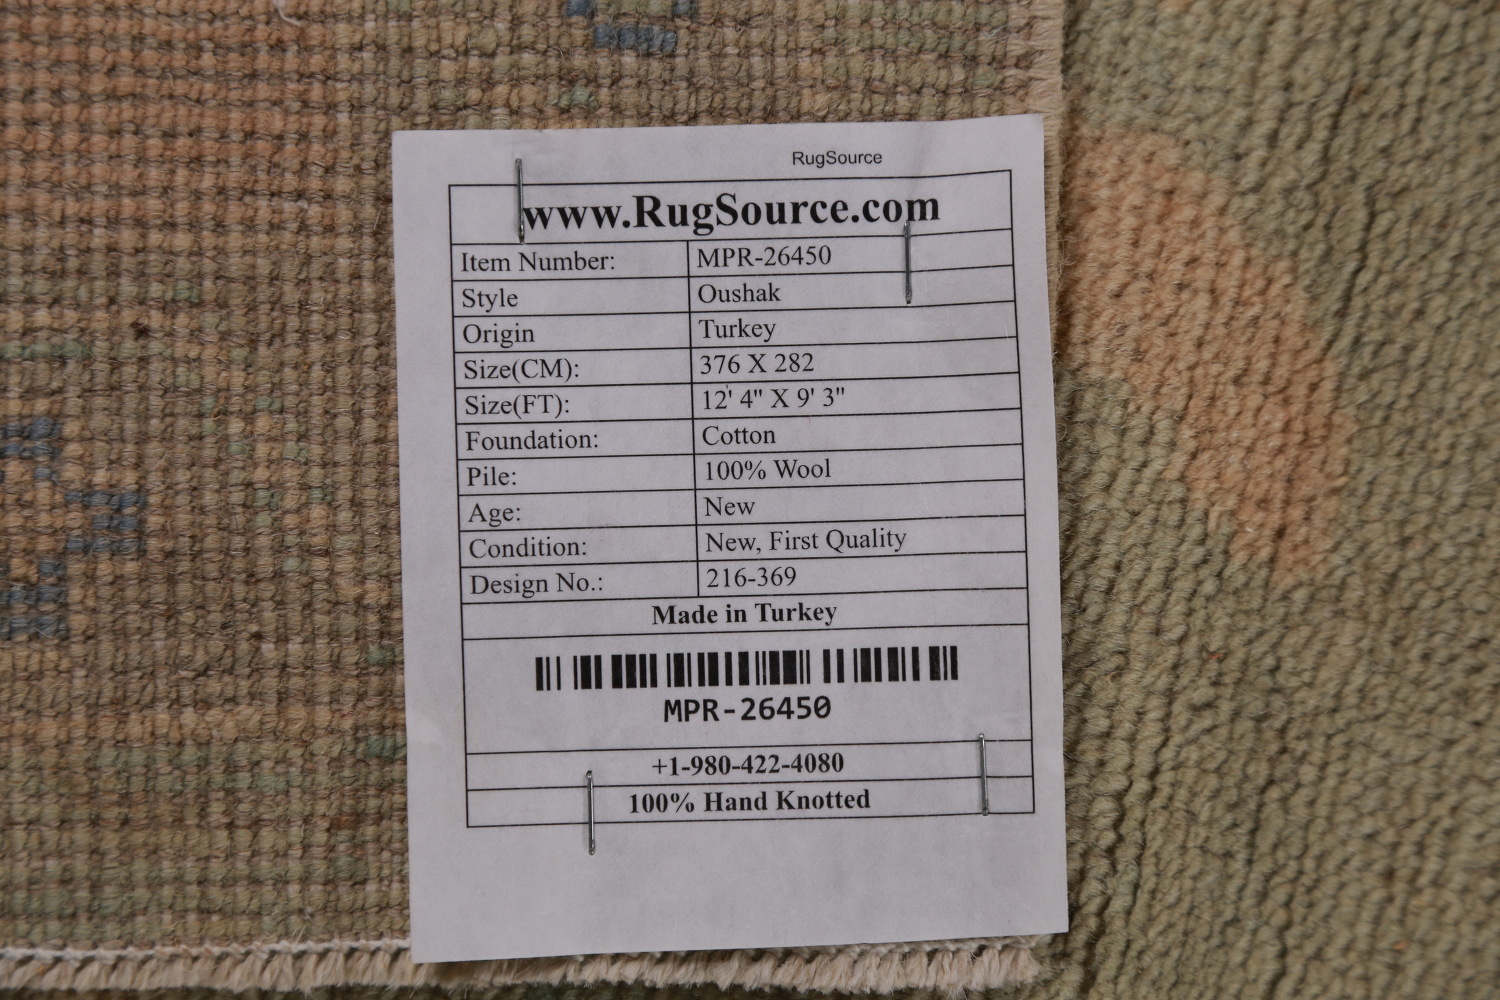 RugSource
www.RugSource.com
Item Number: MPR-26450
Style Oushak
Origin Turkey
Size(CM): 376 X 282
Size(FT): 12' 4" X 9' 3"
Foundation: Cotton
Pile: 100% Wool
Age: New
Condition: New, First Quality
Design No.: 216-369
Made in Turkey
MPR-26450
+1-980-422-4080
100% Hand Knotted